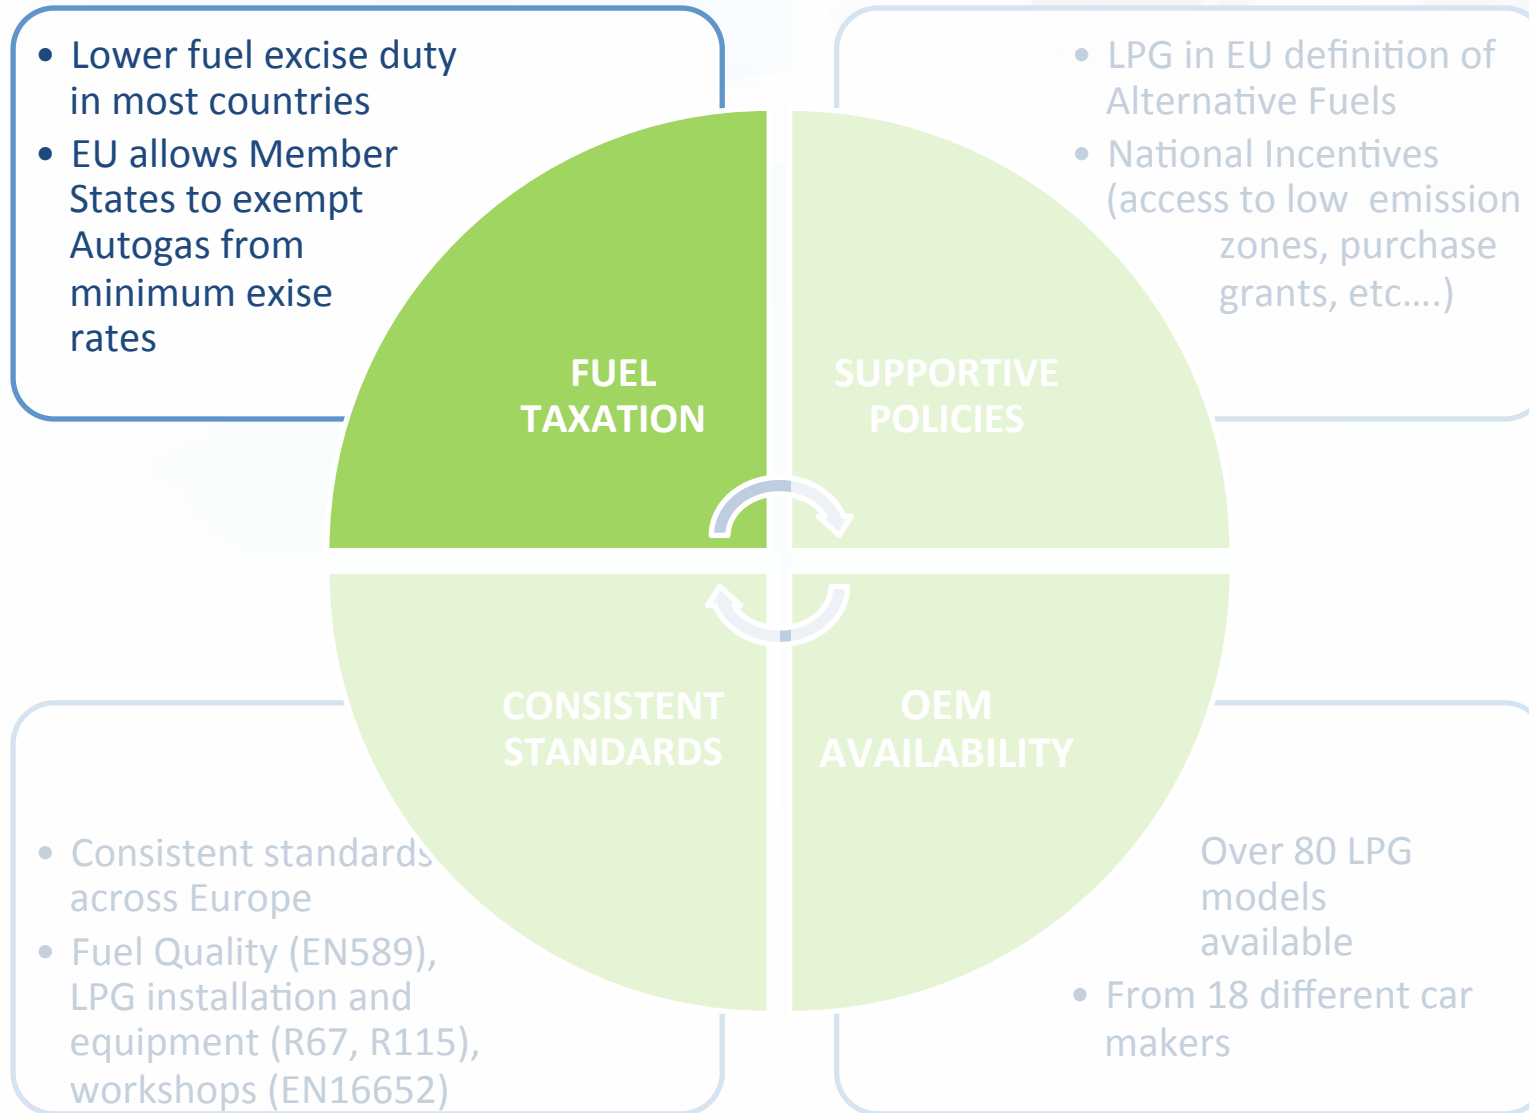 • Lower fuel excise duty
in most countries
• EU allows Member
States to exempt
Autogas from
minimum exise
rates
FUEL
TAXATION
• LPG in EU definition of
Alternative Fuels
• National Incentives
(access to low emission
zones, purchase
grants, etc....)
SUPPORTIVE
POLICIES
CONSISTENT
STANDARDS
• Consistent standards
across Europe
• Fuel Quality (EN589),
LPG installation and
equipment (R67, R115),
workshops (EN16652)
OEM
AVAILABILITY
Over 80 LPG
models
available
• From 18 different car
makers